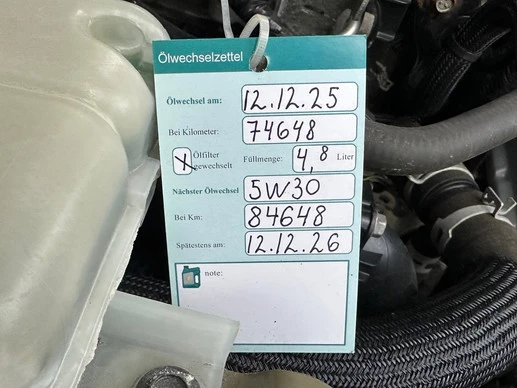 Ölwechselzettel
Ölwechsel am: 12.12.25
Bei Kilometer: 74648
X Ölfilter gewechselt Füllmenge: 4,8 Liter
Nächster Ölwechsel 5W30
Bei Km: 84648
Spätestens am: 12.12.26
note: